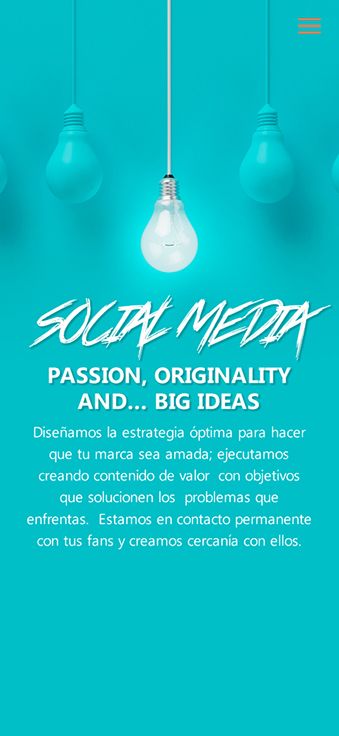 SOCIAL MEDIA
PASSION, ORIGINALITY
AND... BIG IDEAS
Diseñamos la estrategia óptima para hacer
que tu marca sea amada; ejecutamos
creando contenido de valor con objetivos
que solucionen los problemas que
enfrentas. Estamos en contacto permanente
con tus fans y creamos cercanía con ellos.